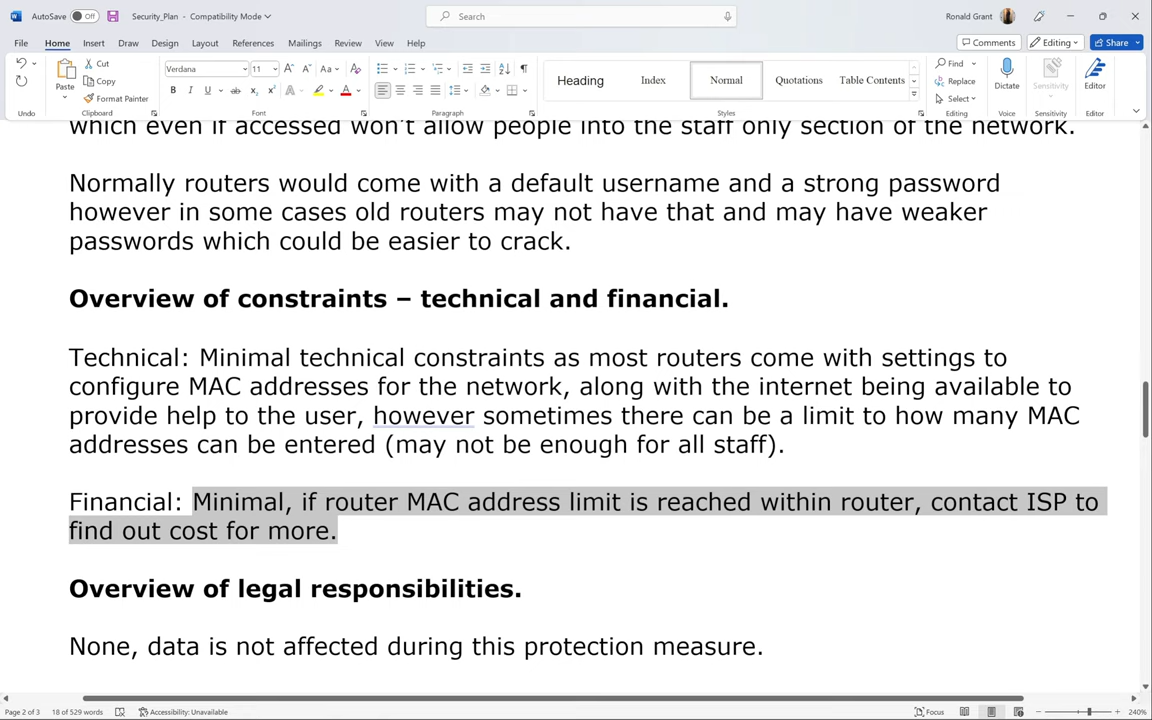 AutoSave Off Security_Plan - Compatibility Mode Search Ronald Grant
File Home Insert Draw Design Layout References Mailings Review View Help Comments Editing Share
Cut Verdana 11 Aa Find
Paste Copy Heading Index Normal Quotations Table Contents Replace Dictate Sensitivity Editor
Format Painter B I U ab x₂ x² A A Select
Undo Clipboard Font Paragraph Styles Editing Voice Sensitivity Editor
which even if accessed won't allow people into the staff only section of the network.
Normally routers would come with a default username and a strong password
however in some cases old routers may not have that and may have weaker
passwords which could be easier to crack.
Overview of constraints – technical and financial.
Technical: Minimal technical constraints as most routers come with settings to
configure MAC addresses for the network, along with the internet being available to
provide help to the user, however sometimes there can be a limit to how many MAC
addresses can be entered (may not be enough for all staff).
Financial: Minimal, if router MAC address limit is reached within router, contact ISP to
find out cost for more.
Overview of legal responsibilities.
None, data is not affected during this protection measure.
Page 2 of 3 18 of 529 words Accessibility: Unavailable Focus 240%